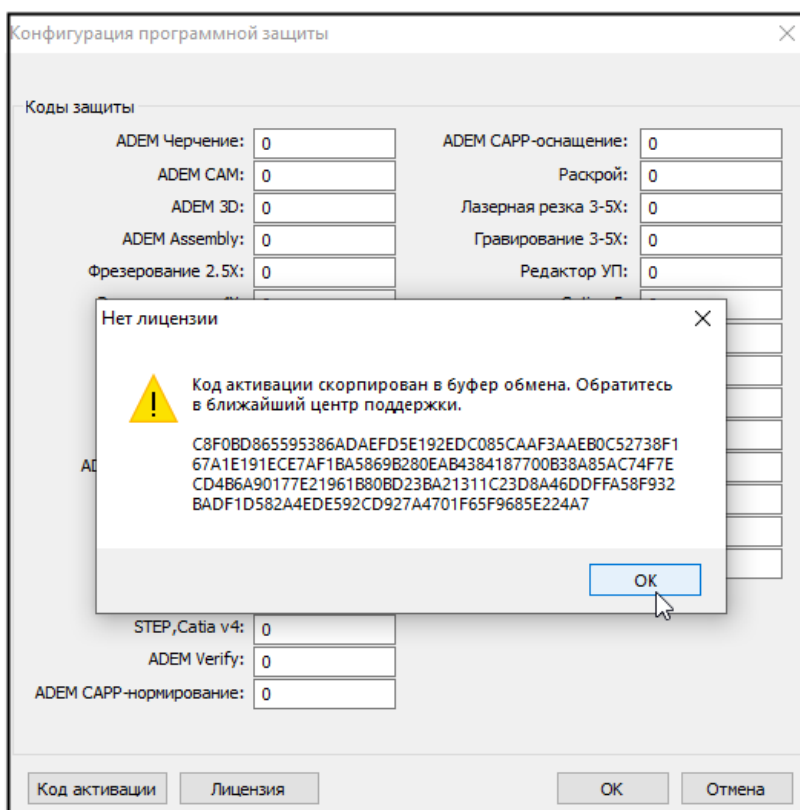 Конфигурация программной защиты
Коды защиты
ADEM Черчение: 0
ADEM CAPP-оснащение: 0
ADEM CAM: 0
Раскрой: 0
ADEM 3D: 0
Лазерная резка 3-5X: 0
ADEM Assembly: 0
Гравирование 3-5X: 0
Фрезерование 2.5X: 0
Редактор УП: 0
Нет лицензии
Код активации скорпирован в буфер обмена. Обратитесь
в ближайший центр поддержки.
C8F0BD865595386ADAEFD5E192EDC085CAAF3AAEB0C52738F1
67A1E191ECE7AF1BA5869B280EAB4384187700B38A85AC74F7E
CD4B6A90177E21961B80BD23BA21311C23D8A46DDFFA58F932
BADF1D582A4EDE592CD927A4701F65F9685E224A7
OK
STEP,Catia v4: 0
ADEM Verify: 0
ADEM CAPP-нормирование: 0
Код активации
Лицензия
OK
Отмена